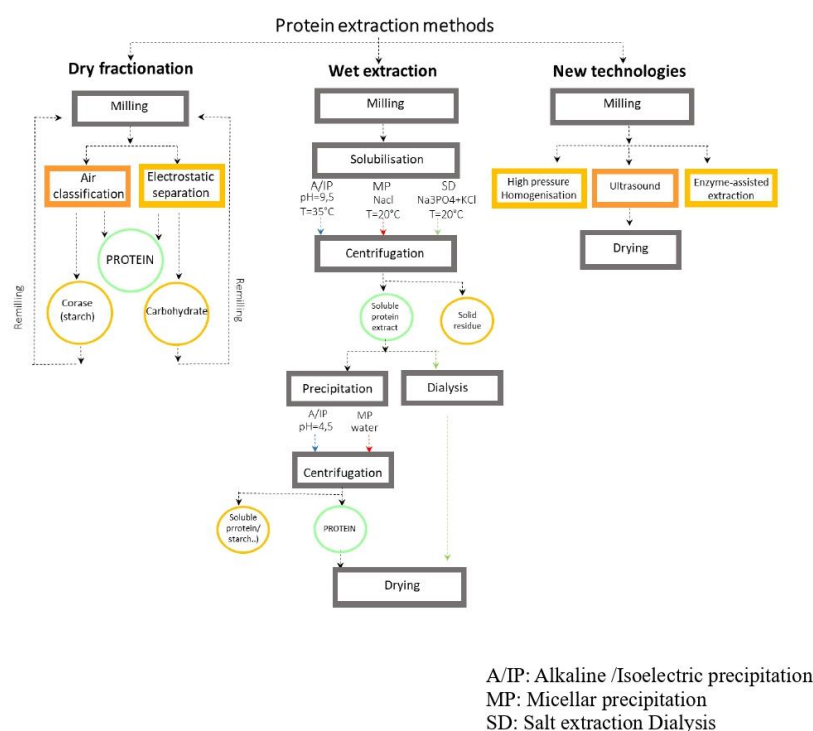 Protein extraction methods
Dry fractionation
Wet extraction
New technologies
Milling
Milling
Milling
Air
classification
Electrostatic
separation
Solubilisation
High pressure
Homogenisation
Ultrasound
Enzyme-assisted
extraction
A/IP
pH=9,5
T=35°C
MP
Nacl
T=20°C
SD
Na3PO4+KCl
T=20°C
Drying
PROTEIN
Centrifugation
Remilling
Corase
(starch)
Carbohydrate
Remilling
Soluble
protein
extract
Solid
residue
Precipitation
Dialysis
A/IP
pH=4,5
MP
water
Centrifugation
Soluble
prrotein/
starch..)
PROTEIN
Drying
A/IP: Alkaline /Isoelectric precipitation
MP: Micellar precipitation
SD: Salt extraction Dialysis